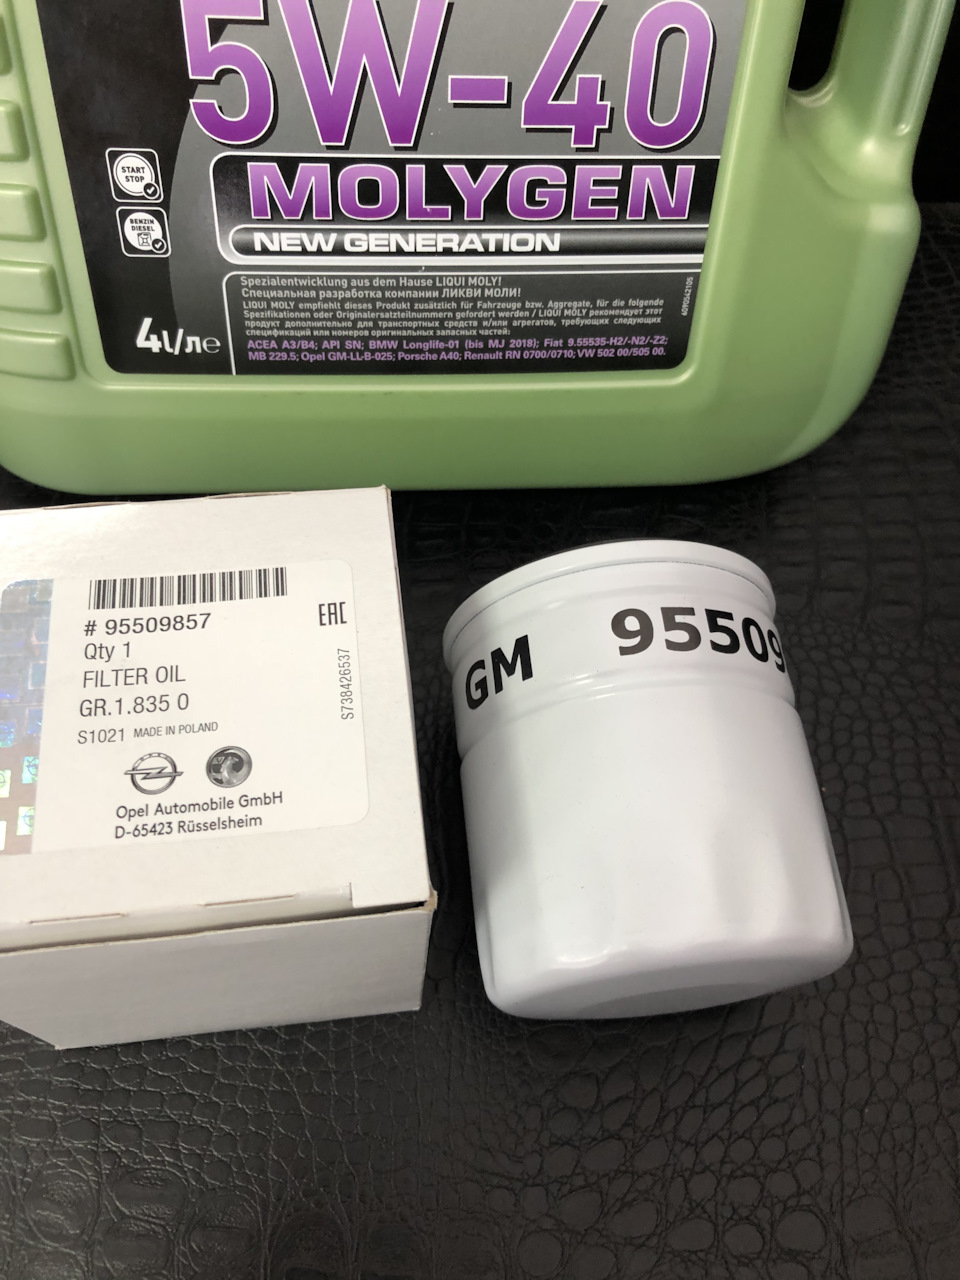 5W-40
START
STOP
BENZIN
DIESEL
MOLYGEN
NEW GENERATION
Spezialentwicklung aus dem Hause LIQUI MOLY!
Специальная разработка компании ЛИКВИ МОЛИ!
LIQUI MOLY empfiehlt dieses Produkt zusätzlich für Fahrzeuge bzw. Aggregate, für die folgende
Spezifikationen oder Originalersatzteilnummern gefordert werden / LIQUI MOLY рекомендует этот
продукт дополнительно для транспортных средств и/или агрегатов, требующих следующих
спецификаций или номеров оригинальных запасных частей:
ACEA A3/B4; API SN; BMW Longlife-01 (bis MJ 2018); Fiat 9.55535-H2/-N2/-Z2;
MB 229.5; Opel GM-LL-B-025; Porsche A40; Renault RN 0700/0710; VW 502 00/505 00.
4l/ле
# 95509857
EAC
Qty 1
FILTER OIL
GR.1.835 0
S1021 MADE IN POLAND
S738426537
Opel Automobile GmbH
D-65423 Rüsselsheim
GM 95509